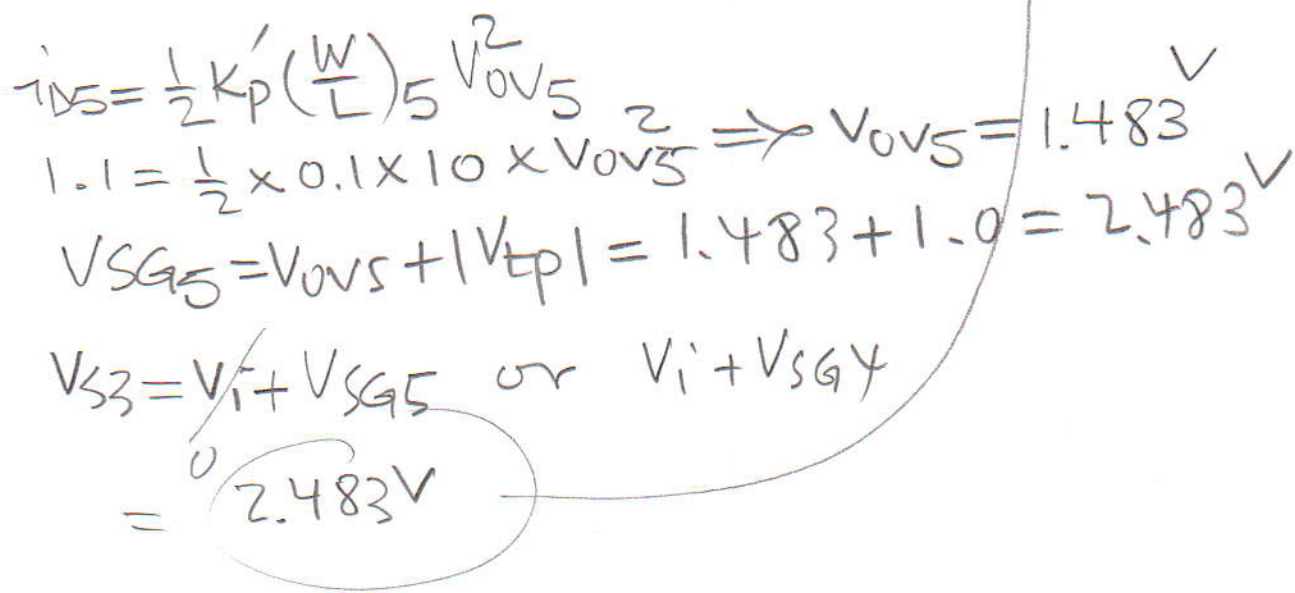 iD5 = 1/2 Kp' (W/L)5 VOV5^2
1.1 = 1/2 × 0.1 × 10 × VOV5^2 => VOV5 = 1.483 V
VSG5 = VOV5 + |Vtp| = 1.483 + 1.0 = 2.483 V
VS3 = Vi + VSG5 or Vi + VSG4
0
= 2.483 V